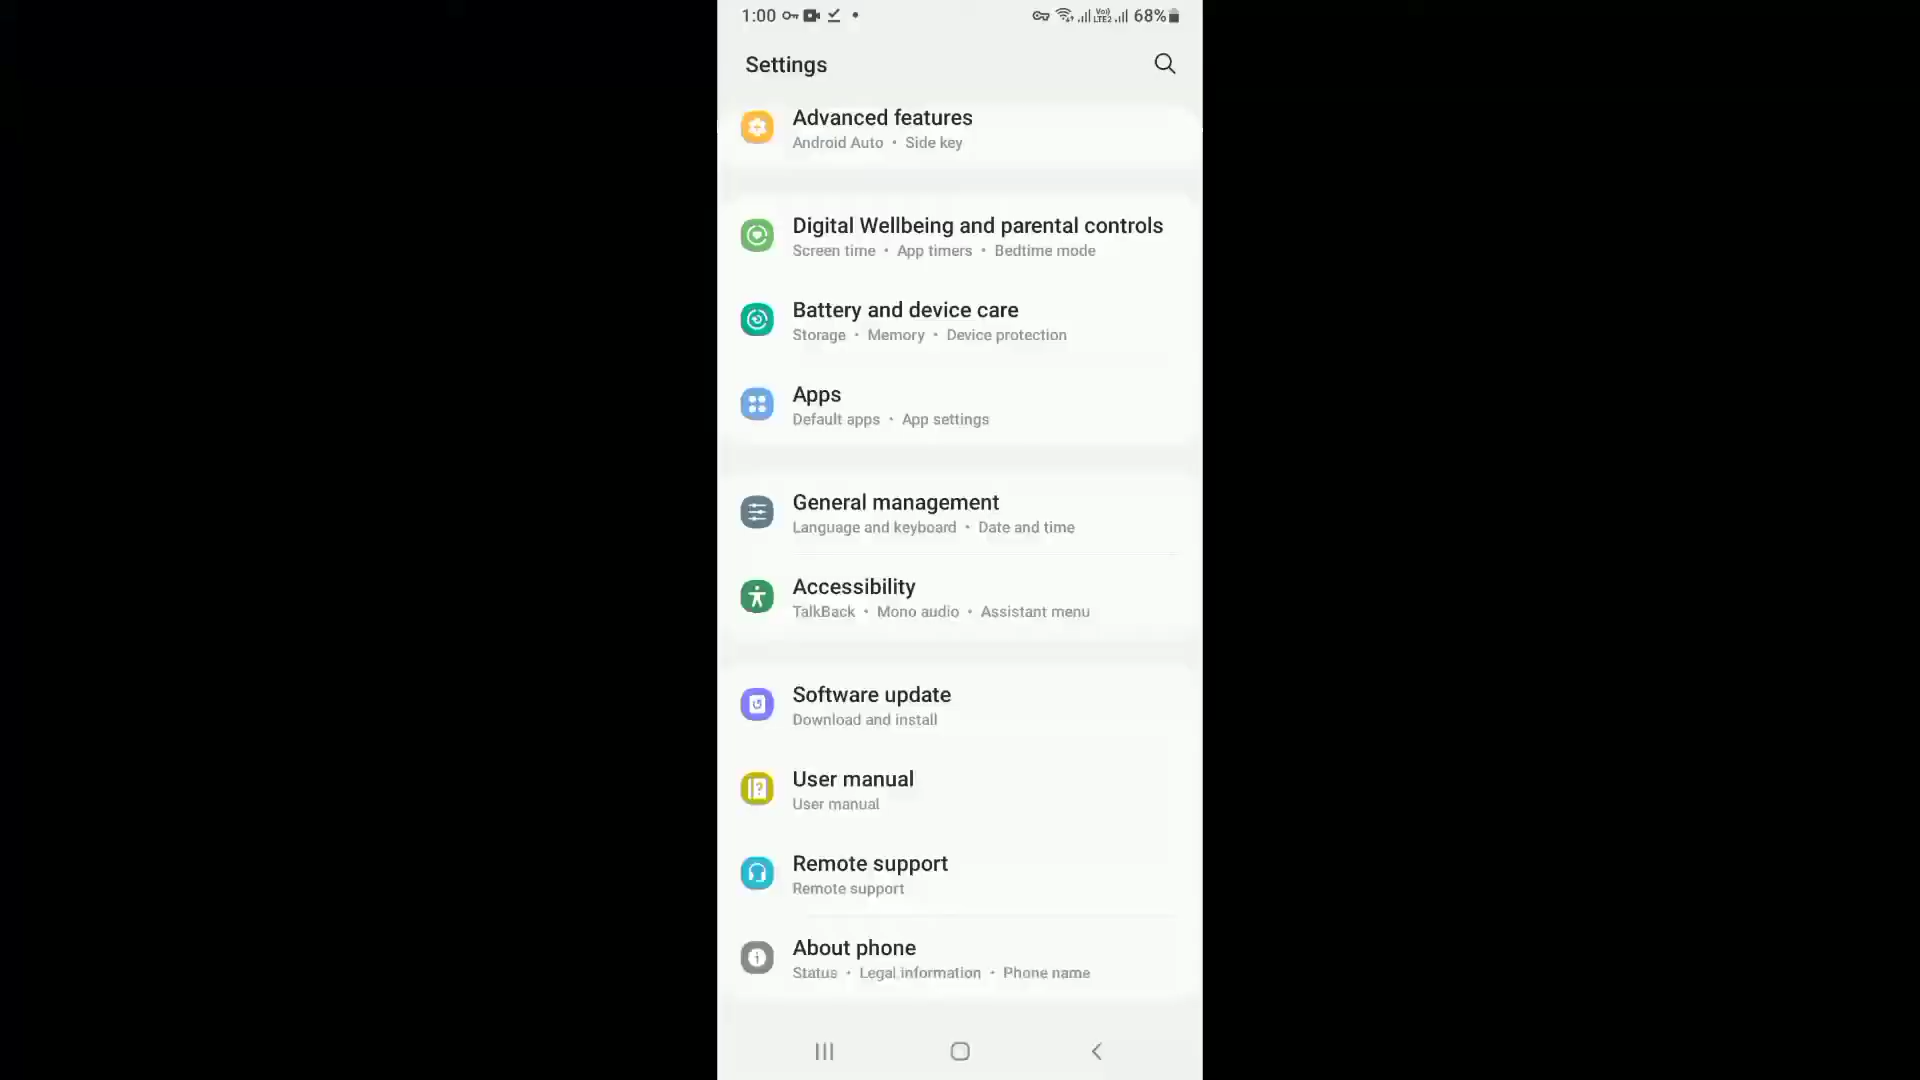 1:00 68%
Settings
Advanced features
Android Auto • Side key
Digital Wellbeing and parental controls
Screen time • App timers • Bedtime mode
Battery and device care
Storage • Memory • Device protection
Apps
Default apps • App settings
General management
Language and keyboard • Date and time
Accessibility
TalkBack • Mono audio • Assistant menu
Software update
Download and install
User manual
User manual
Remote support
Remote support
About phone
Status • Legal information • Phone name